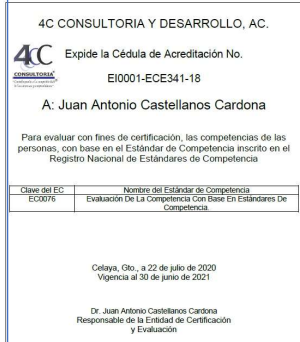 4C CONSULTORIA Y DESARROLLO, AC.
4CC
CONSULTORIA
Expide la Cédula de Acreditación No.
EI0001-ECE341-18
A: Juan Antonio Castellanos Cardona
Para evaluar con fines de certificación, las competencias de las
personas, con base en el Estándar de Competencia inscrito en el
Registro Nacional de Estándares de Competencia
Clave del EC Nombre del Estándar de Competencia
EC0076 Evaluación De La Competencia Con Base En Estándares De
Competencia.
Celaya, Gto., a 22 de julio de 2020
Vigencia al 30 de junio de 2021
Dr. Juan Antonio Castellanos Cardona
Responsable de la Entidad de Certificación
y Evaluación